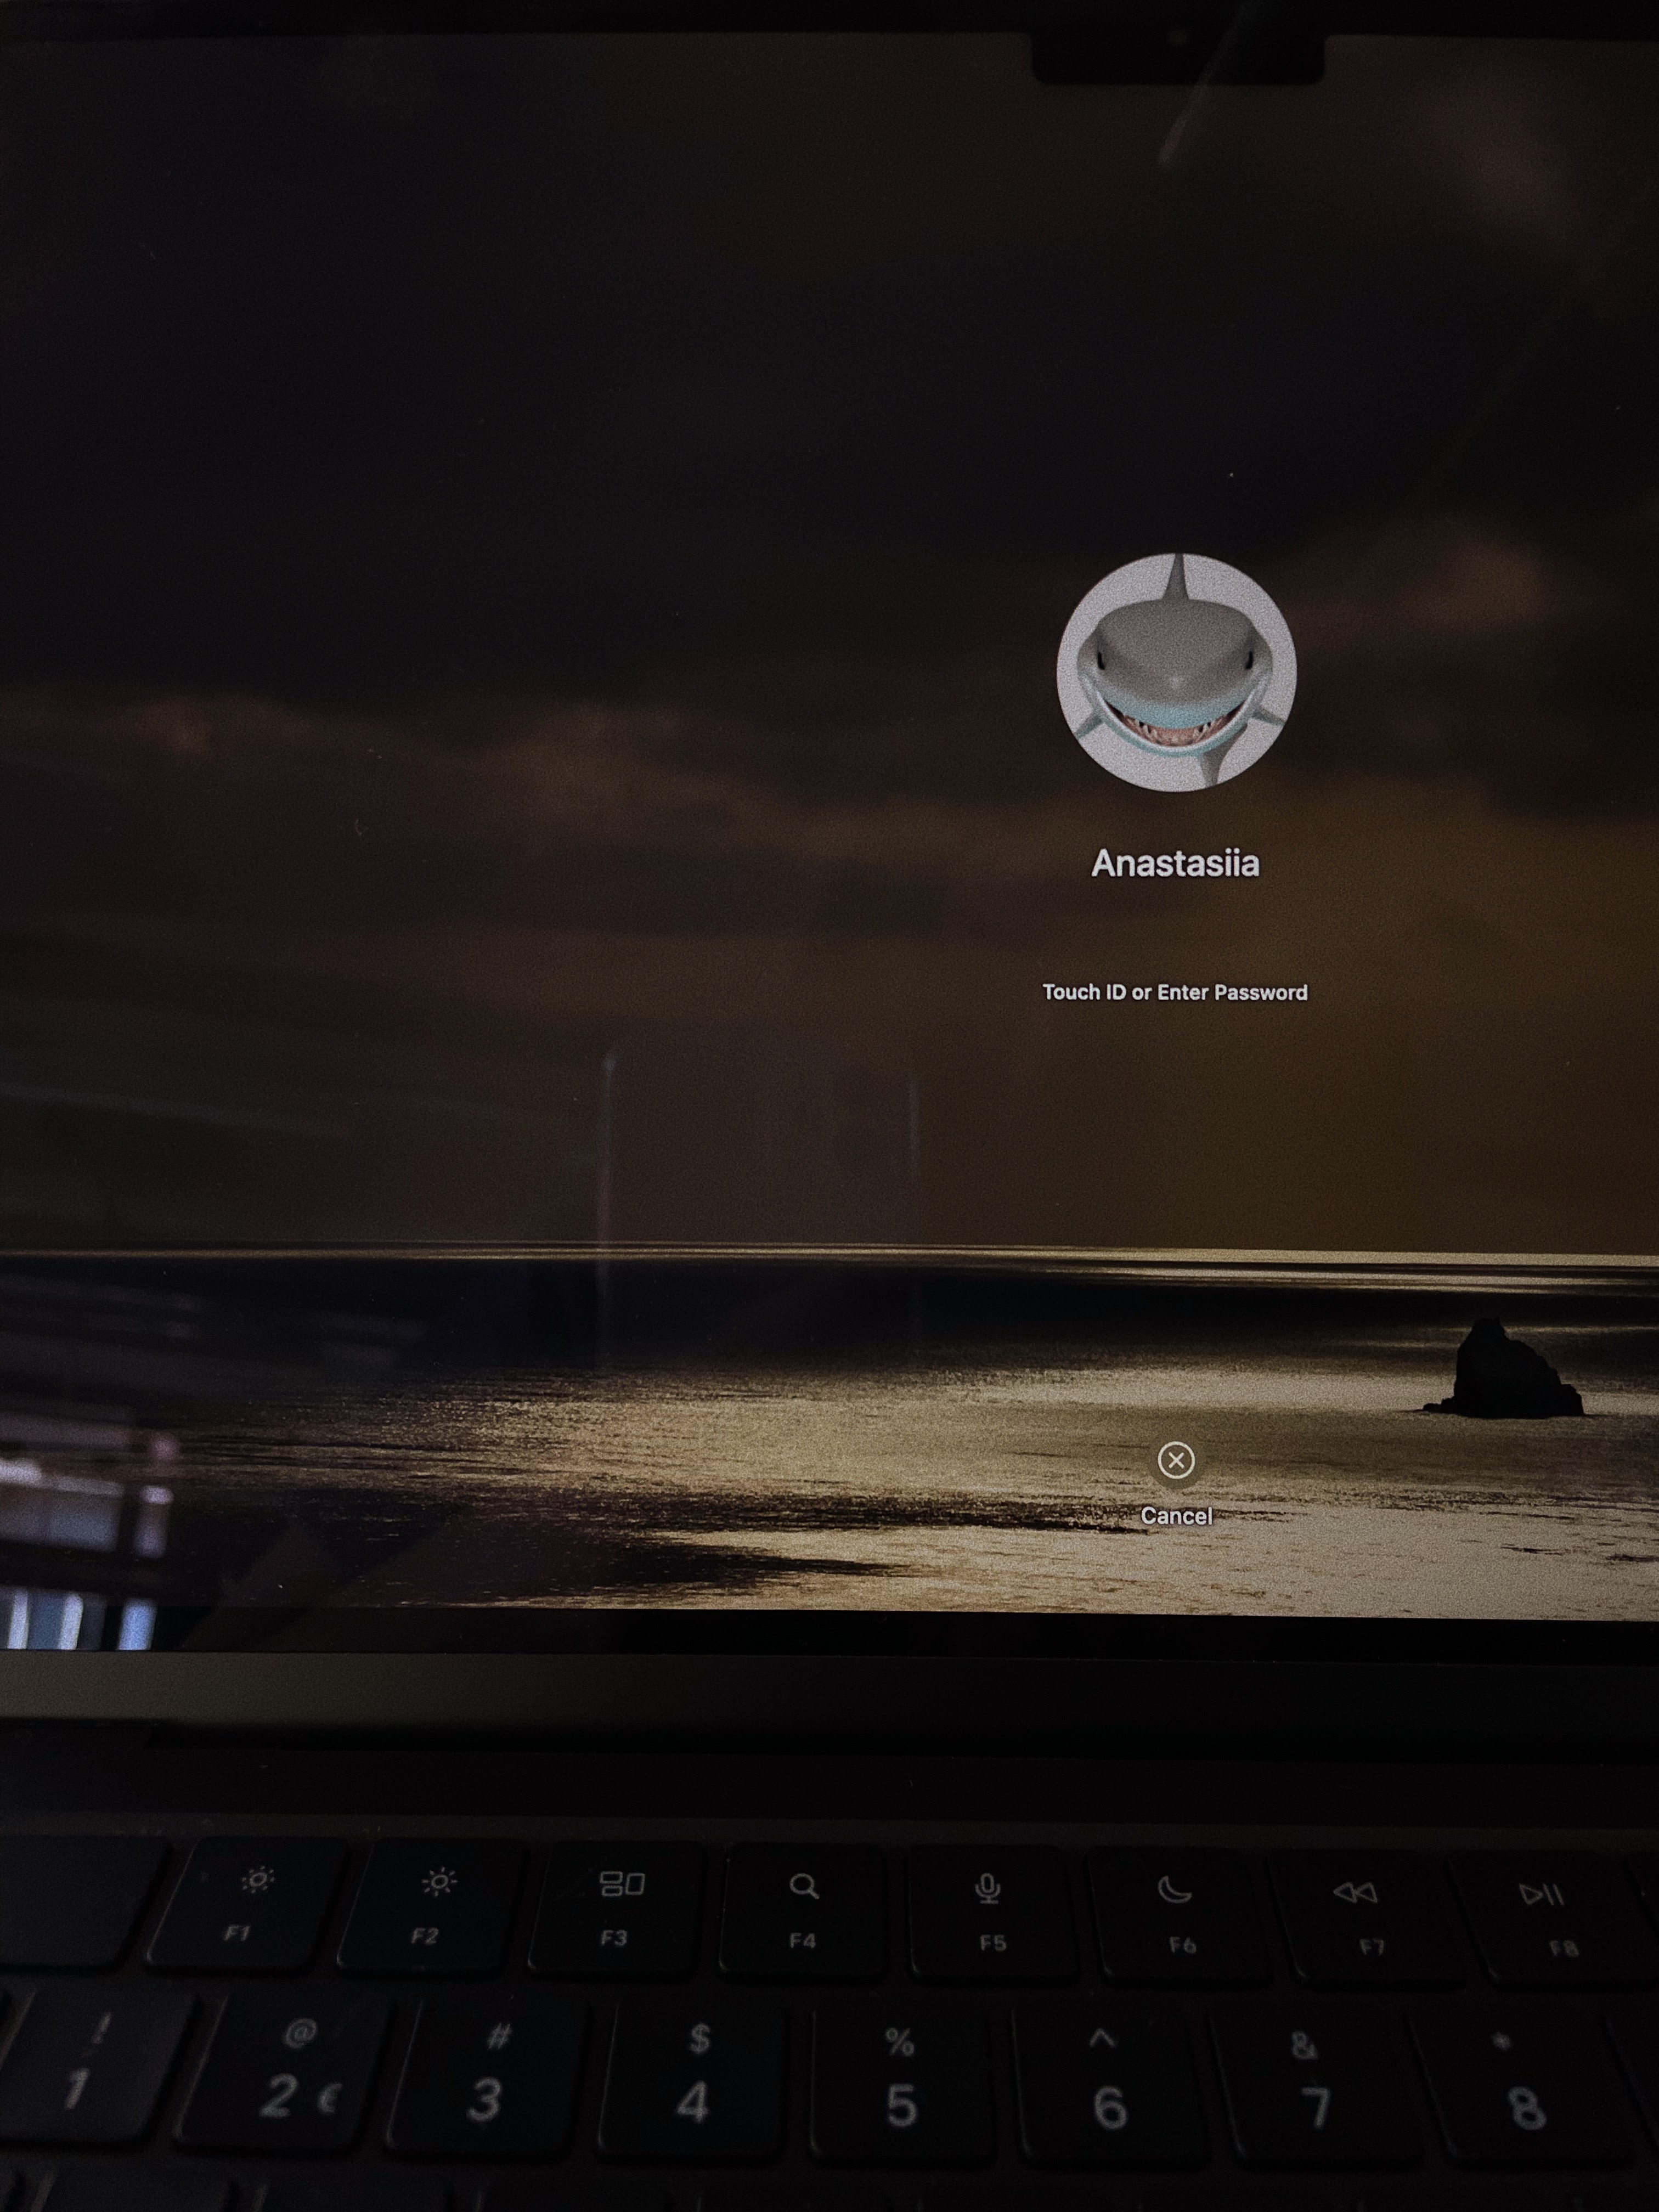 Anastasiia
Touch ID or Enter Password
Cancel
F1 F2 F3 F4 F5 F6 F7 F8
! @ # $ % ^ & *
1 2 € 3 4 5 6 7 8